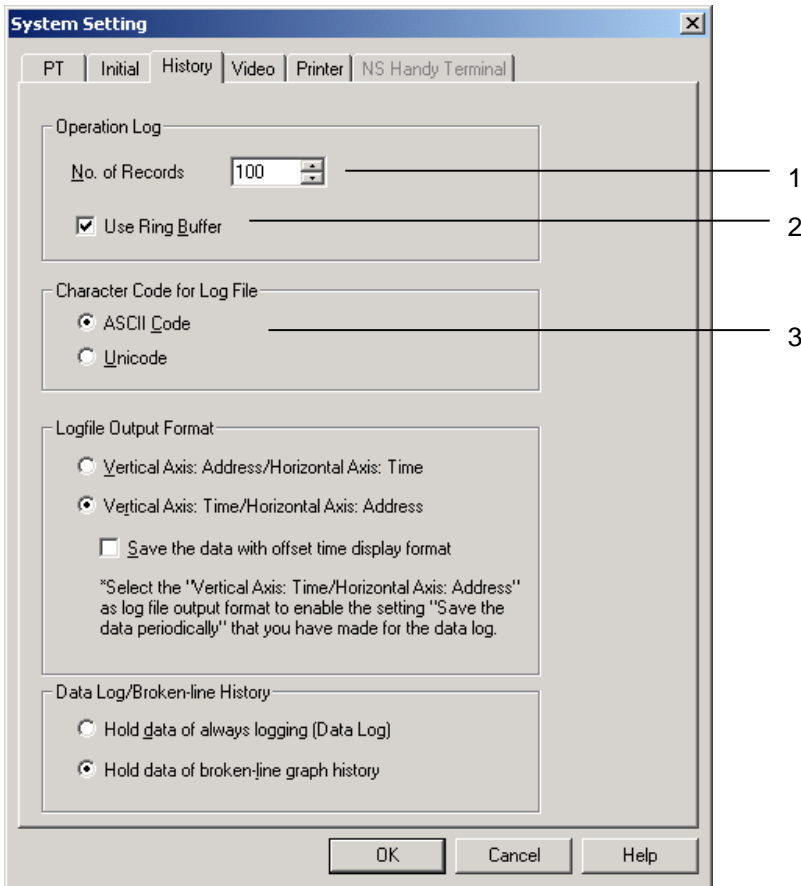 System Setting
PT Initial History Video Printer NS Handy Terminal
Operation Log
No. of Records 100 1
Use Ring Buffer 2
Character Code for Log File
ASCII Code 3
Unicode
Logfile Output Format
Vertical Axis: Address/Horizontal Axis: Time
Vertical Axis: Time/Horizontal Axis: Address
Save the data with offset time display format
*Select the "Vertical Axis: Time/Horizontal Axis: Address"
as log file output format to enable the setting "Save the
data periodically" that you have made for the data log.
Data Log/Broken-line History
Hold data of always logging (Data Log)
Hold data of broken-line graph history
OK Cancel Help